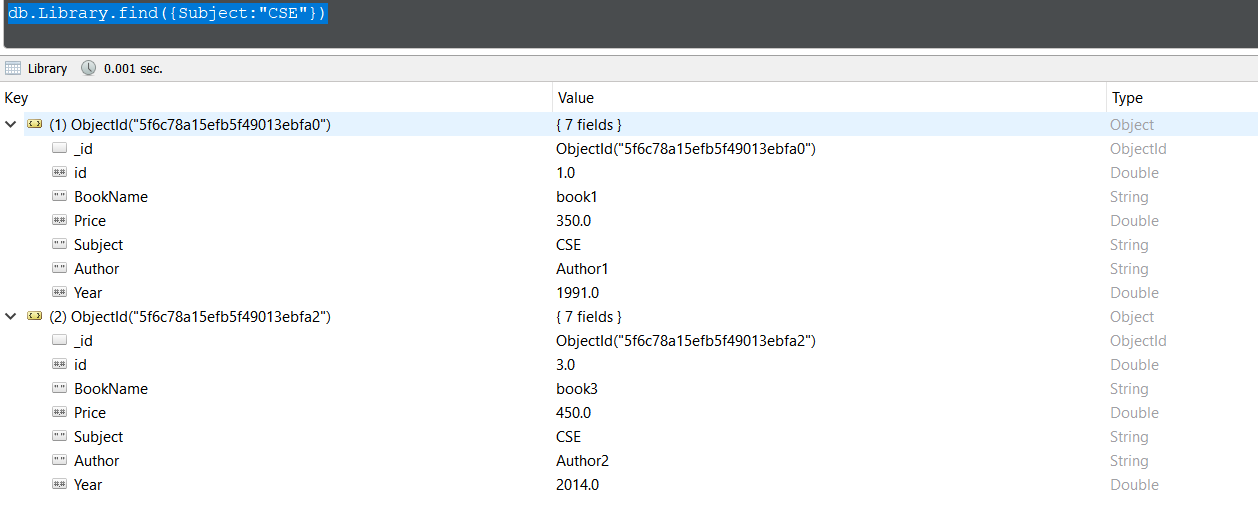 db.Library.find({Subject:"CSE"})
Library 0.001 sec.
Key Value Type
(1) ObjectId("5f6c78a15efb5f49013ebfa0") { 7 fields } Object
_id ObjectId("5f6c78a15efb5f49013ebfa0") ObjectId
id 1.0 Double
BookName book1 String
Price 350.0 Double
Subject CSE String
Author Author1 String
Year 1991.0 Double
(2) ObjectId("5f6c78a15efb5f49013ebfa2") { 7 fields } Object
_id ObjectId("5f6c78a15efb5f49013ebfa2") ObjectId
id 3.0 Double
BookName book3 String
Price 450.0 Double
Subject CSE String
Author Author2 String
Year 2014.0 Double